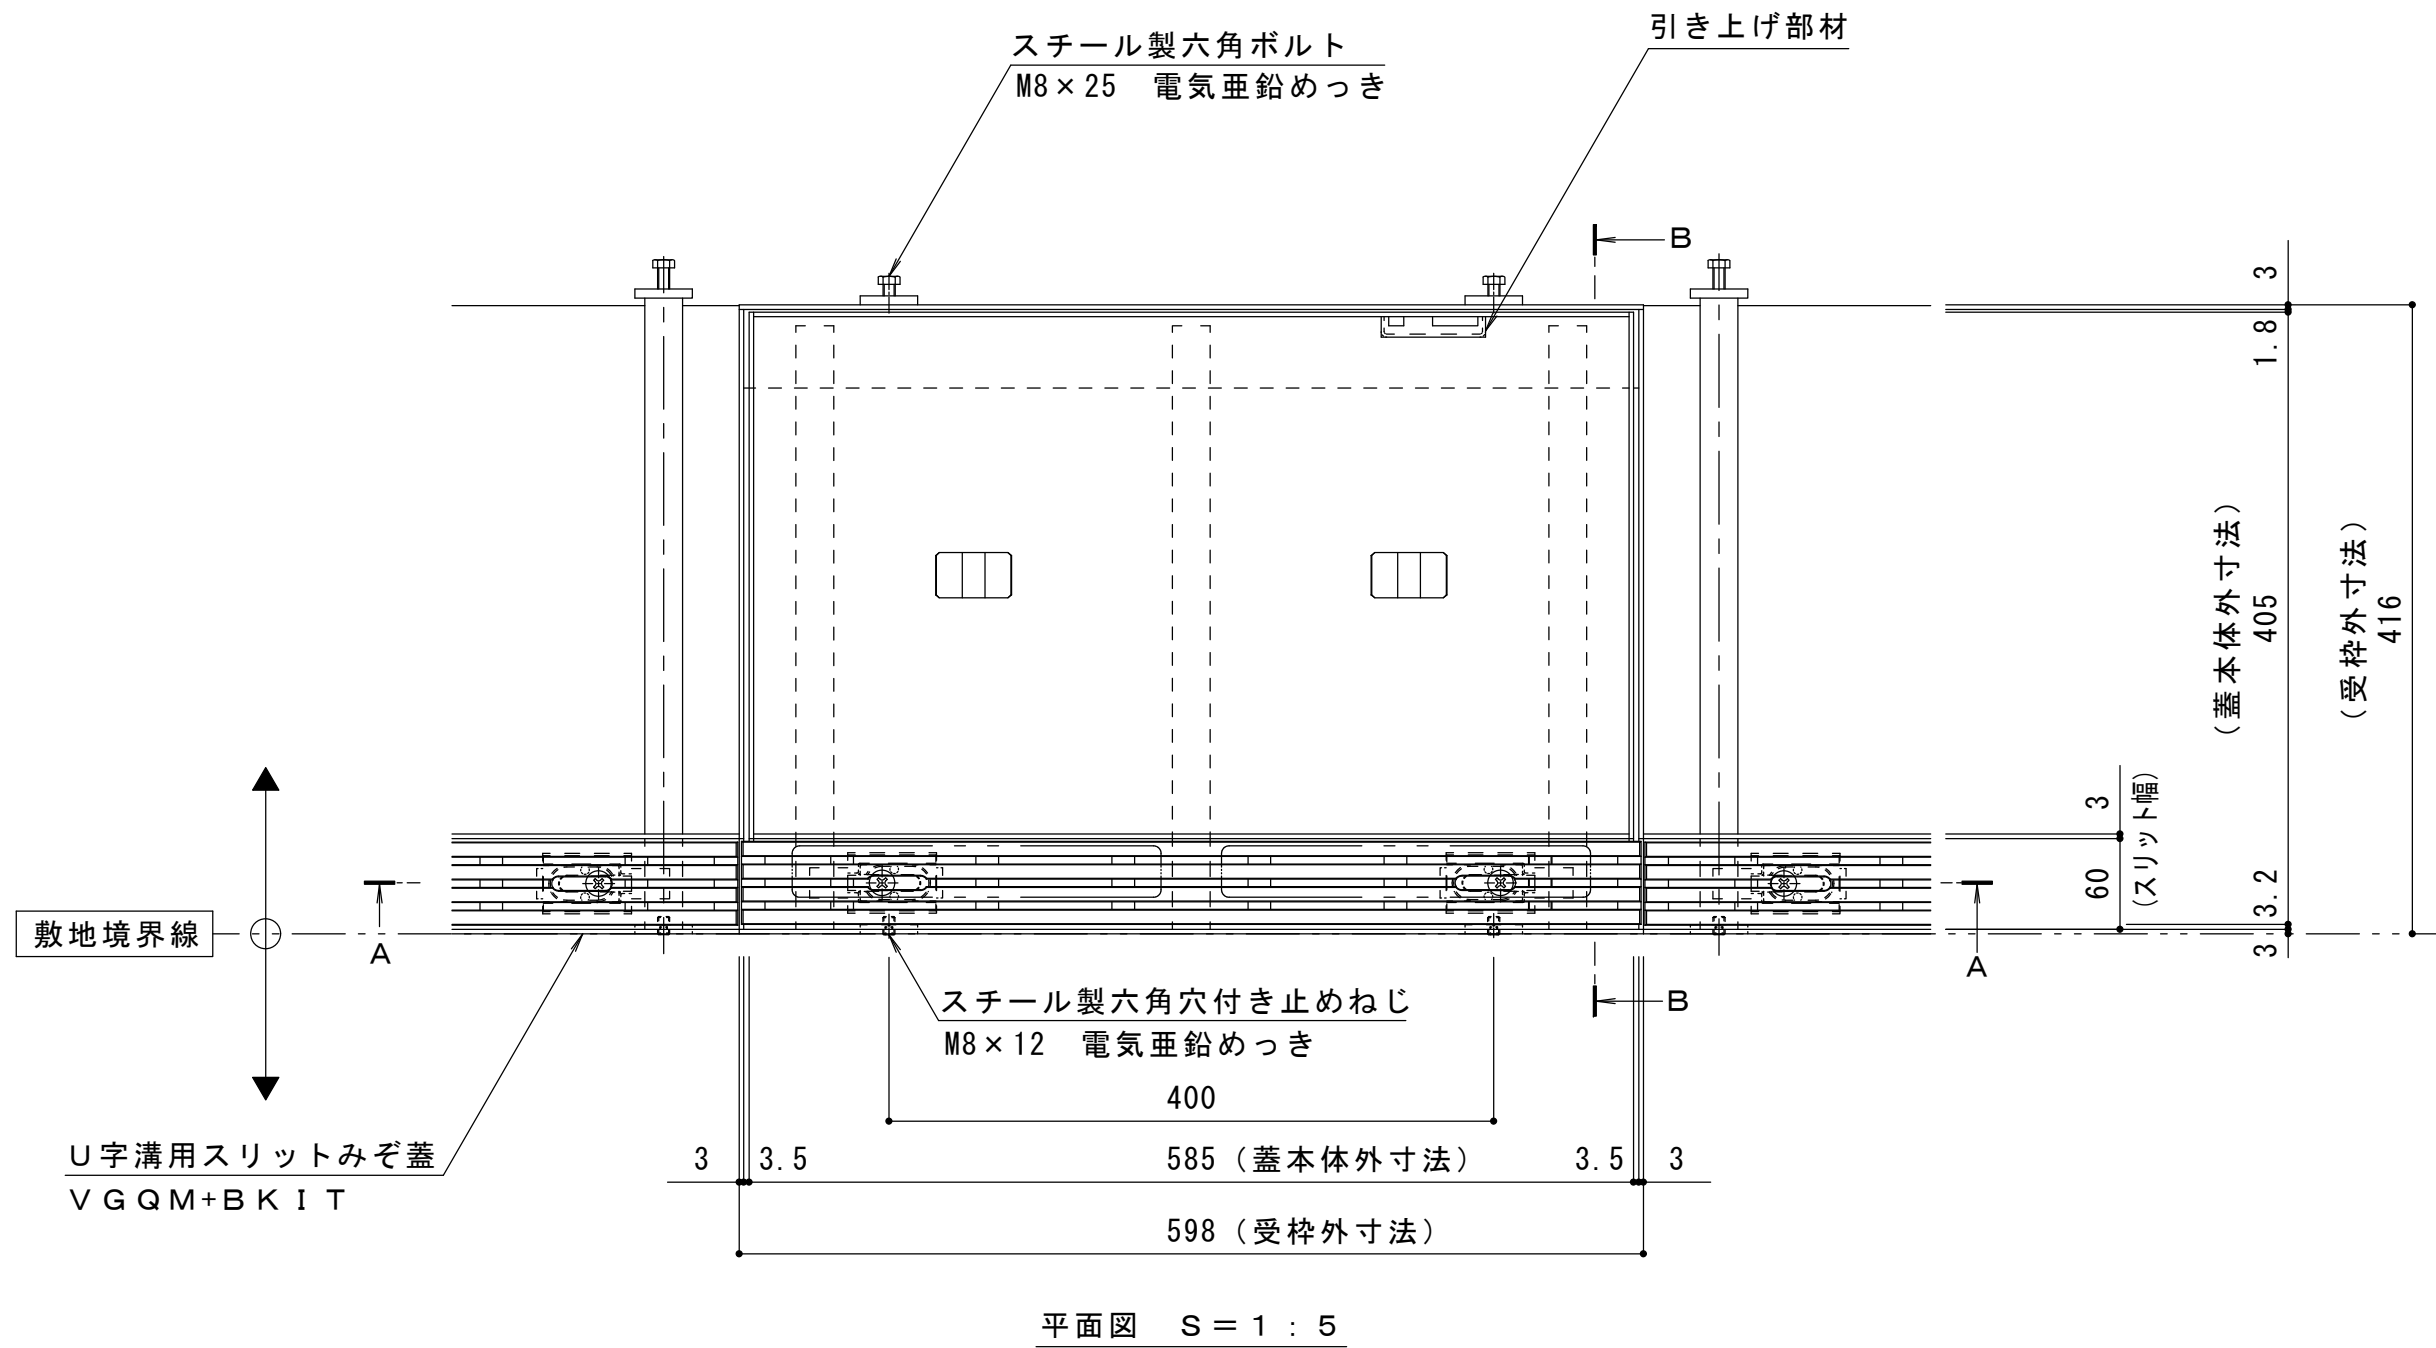 引き上げ部材
スチール製六角ボルト
M8×25 電気亜鉛めっき
B
3
1.8
(蓋本体外寸法)
405
(受枠外寸法)
416
3
60
(スリット幅)
3.2
3
敷地境界線
A
A
スチール製六角穴付き止めねじ
M8×12 電気亜鉛めっき
B
400
U字溝用スリットみぞ蓋
VGQM+BKIT
3 3.5 585(蓋本体外寸法) 3.5 3
598(受枠外寸法)
平面図 S=1:5